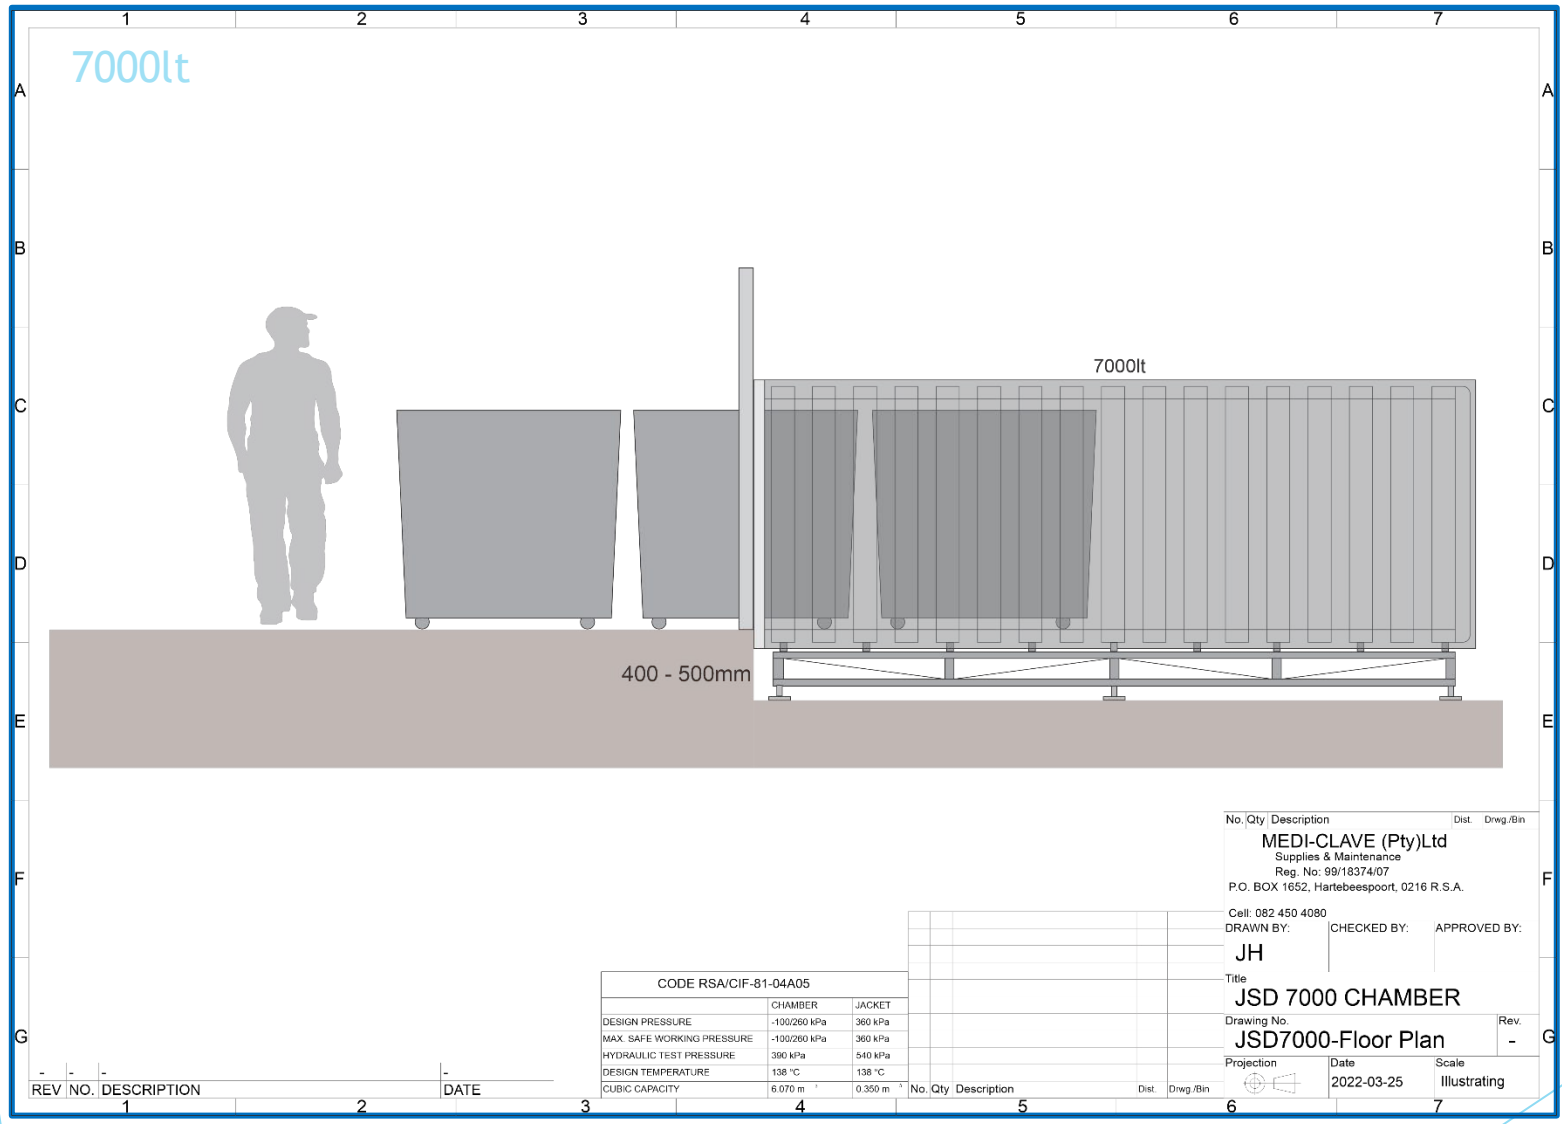 1 2 3 4 5 6 7
7000lt
A A
B B
7000lt
C C
D D
400 - 500mm
E E
No. Qty Description Dist. Drwg./Bin
MEDI-CLAVE (Pty)Ltd
Supplies & Maintenance
Reg. No: 99/18374/07
P.O. BOX 1652, Hartebeespoort, 0216 R.S.A.
F F
Cell: 082 450 4080
DRAWN BY: CHECKED BY: APPROVED BY:
JH
Title
JSD 7000 CHAMBER
Drawing No. Rev.
JSD7000-Floor Plan -
Projection Date Scale
2022-03-25 Illustrating
CODE RSA/CIF-81-04A05
CHAMBER JACKET
DESIGN PRESSURE -100/260 kPa 360 kPa
MAX. SAFE WORKING PRESSURE -100/260 kPa 360 kPa
HYDRAULIC TEST PRESSURE 390 kPa 540 kPa
DESIGN TEMPERATURE 138 °C 138 °C
CUBIC CAPACITY 6.070 m ³ 0.350 m ³
No. Qty Description Dist. Drwg./Bin
G G
- - - -
REV NO. DESCRIPTION DATE
1 2 3 4 5 6 7